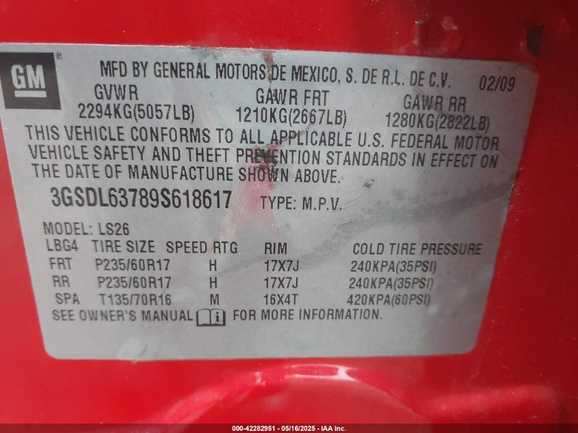 GM
MFD BY GENERAL MOTORS DE MEXICO, S. DE R.L. DE C.V. 02/09
GVWR GAWR FRT GAWR RR
2294KG(5057LB) 1210KG(2667LB) 1280KG(2822LB)
THIS VEHICLE CONFORMS TO ALL APPLICABLE U.S. FEDERAL MOTOR
VEHICLE SAFETY AND THEFT PREVENTION STANDARDS IN EFFECT ON
THE DATE OF MANUFACTURE SHOWN ABOVE.
3GSDL63789S618617 TYPE: M.P.V.
MODEL: LS26
LBG4 TIRE SIZE SPEED RTG RIM COLD TIRE PRESSURE
FRT P235/60R17 H 17X7J 240KPA(35PSI)
RR P235/60R17 H 17X7J 240KPA(35PSI)
SPA T135/70R16 M 16X4T 420KPA(60PSI)
SEE OWNER'S MANUAL FOR MORE INFORMATION.
000-42282951 - 05/16/2025 - IAA Inc.